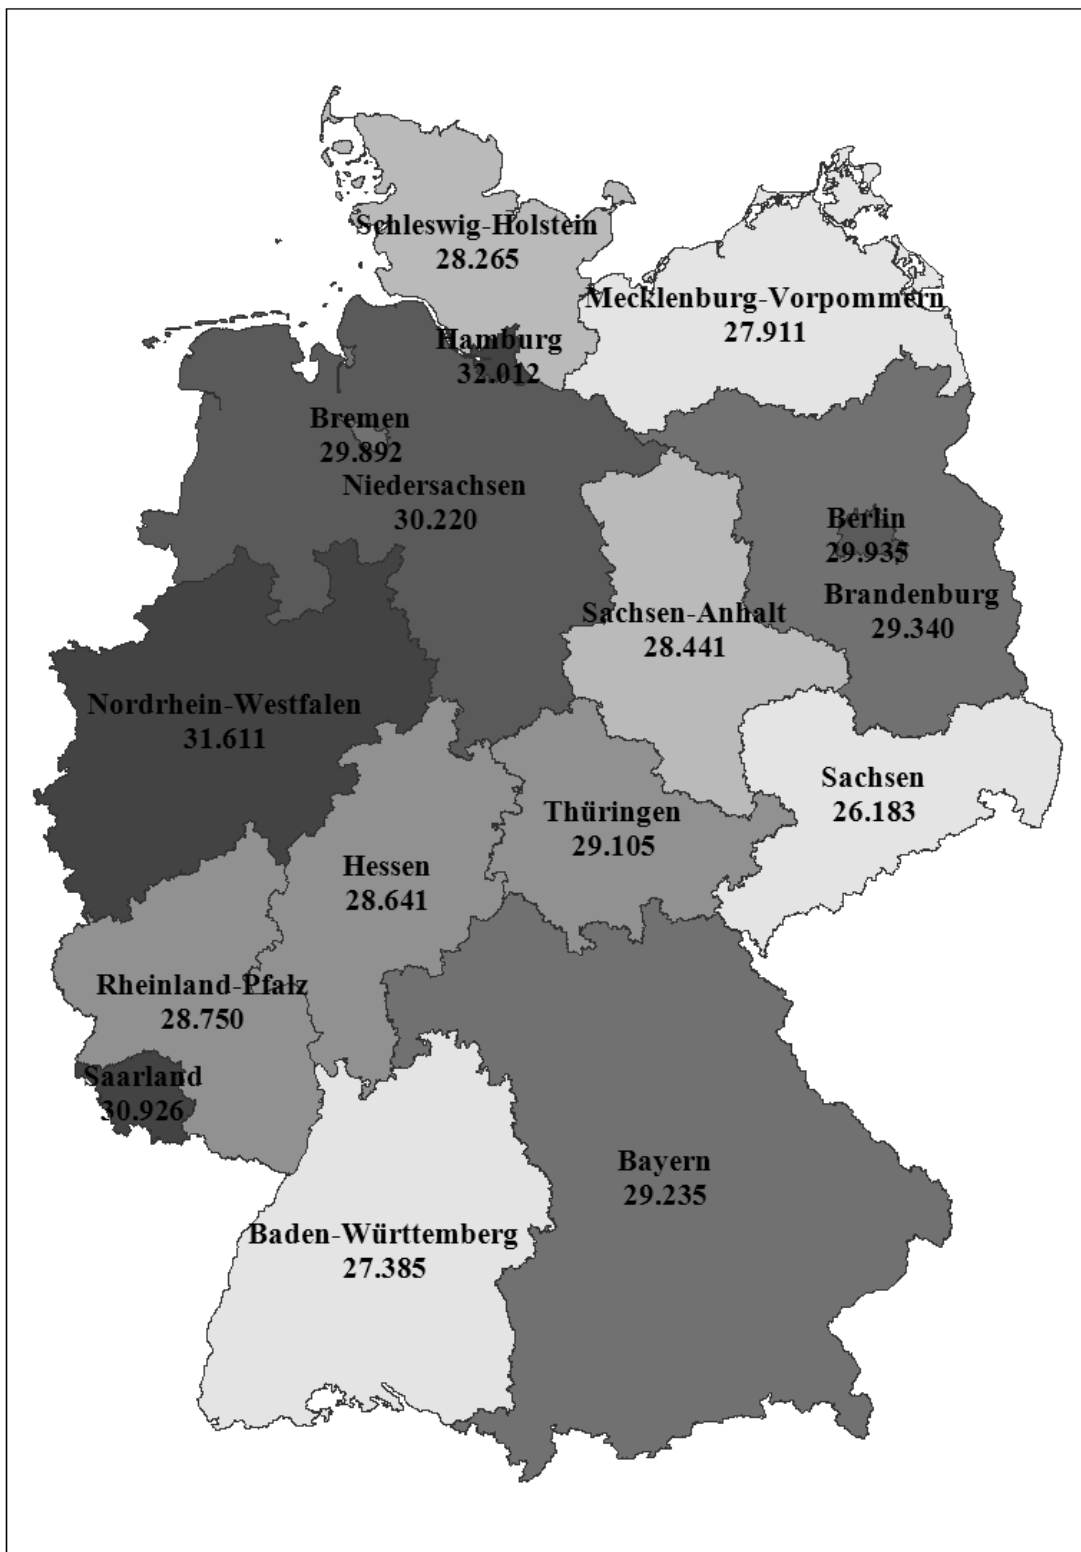 Schleswig-Holstein
28.265
Mecklenburg-Vorpommern
27.911
Hamburg
32.012
Bremen
29.892
Niedersachsen
30.220
Berlin
29.935
Brandenburg
29.340
Sachsen-Anhalt
28.441
Nordrhein-Westfalen
31.611
Sachsen
26.183
Thüringen
29.105
Hessen
28.641
Rheinland-Pfalz
28.750
Saarland
30.926
Bayern
29.235
Baden-Württemberg
27.385